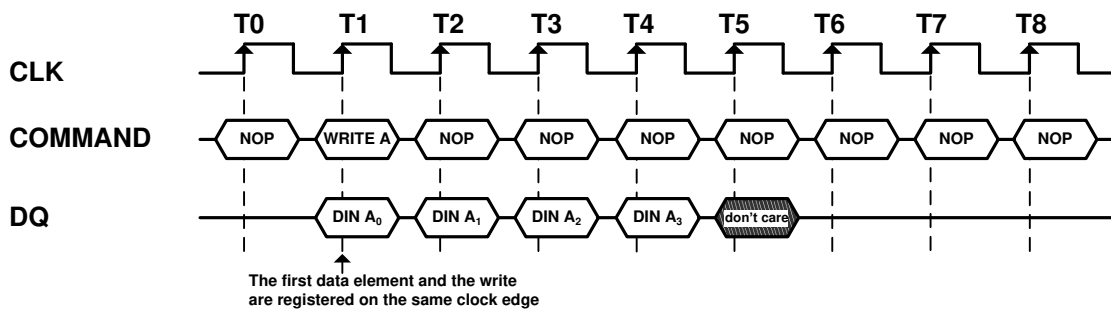 T0 T1 T2 T3 T4 T5 T6 T7 T8
CLK
COMMAND NOP WRITE A NOP NOP NOP NOP NOP NOP NOP
DQ DIN A₀ DIN A₁ DIN A₂ DIN A₃ don't care
The first data element and the write
are registered on the same clock edge